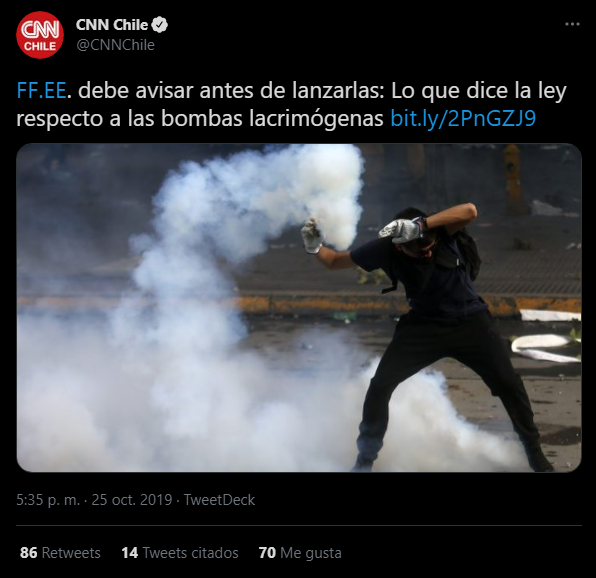 CNN CHILE
CNN Chile
@CNNChile
FF.EE. debe avisar antes de lanzarlas: Lo que dice la ley
respecto a las bombas lacrimógenas bit.ly/2PnGZJ9
5:35 p. m. · 25 oct. 2019 · TweetDeck
86 Retweets 14 Tweets citados 70 Me gusta